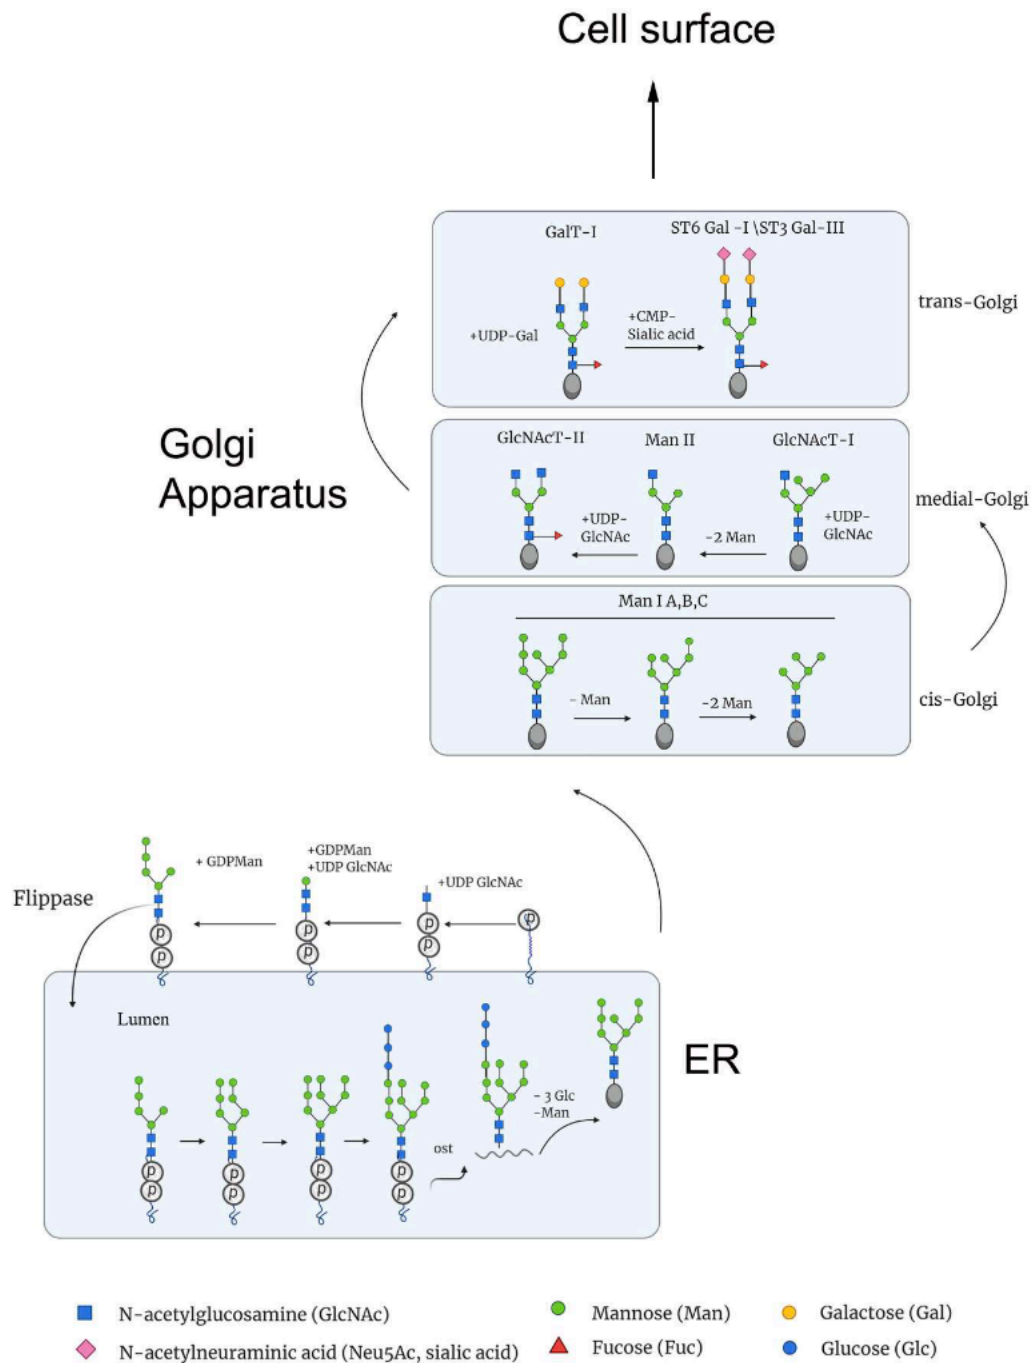 Cell surface
GalT-I
ST6 Gal -I \ST3 Gal-III
+UDP-Gal
+CMP-
Sialic acid
trans-Golgi
Golgi
Apparatus
GlcNAcT-II
Man II
GlcNAcT-I
+UDP-
GlcNAc
-2 Man
+UDP-
GlcNAc
medial-Golgi
Man I A,B,C
- Man
-2 Man
cis-Golgi
Flippase
+ GDPMan
+GDPMan
+UDP GlcNAc
+UDP GlcNAc
P
P
P
P
P
P
P
Lumen
ER
- 3 Glc
-Man
ost
P
P
P
P
P
P
P
P
N-acetylglucosamine (GlcNAc)
Mannose (Man)
Galactose (Gal)
N-acetylneuraminic acid (Neu5Ac, sialic acid)
Fucose (Fuc)
Glucose (Glc)